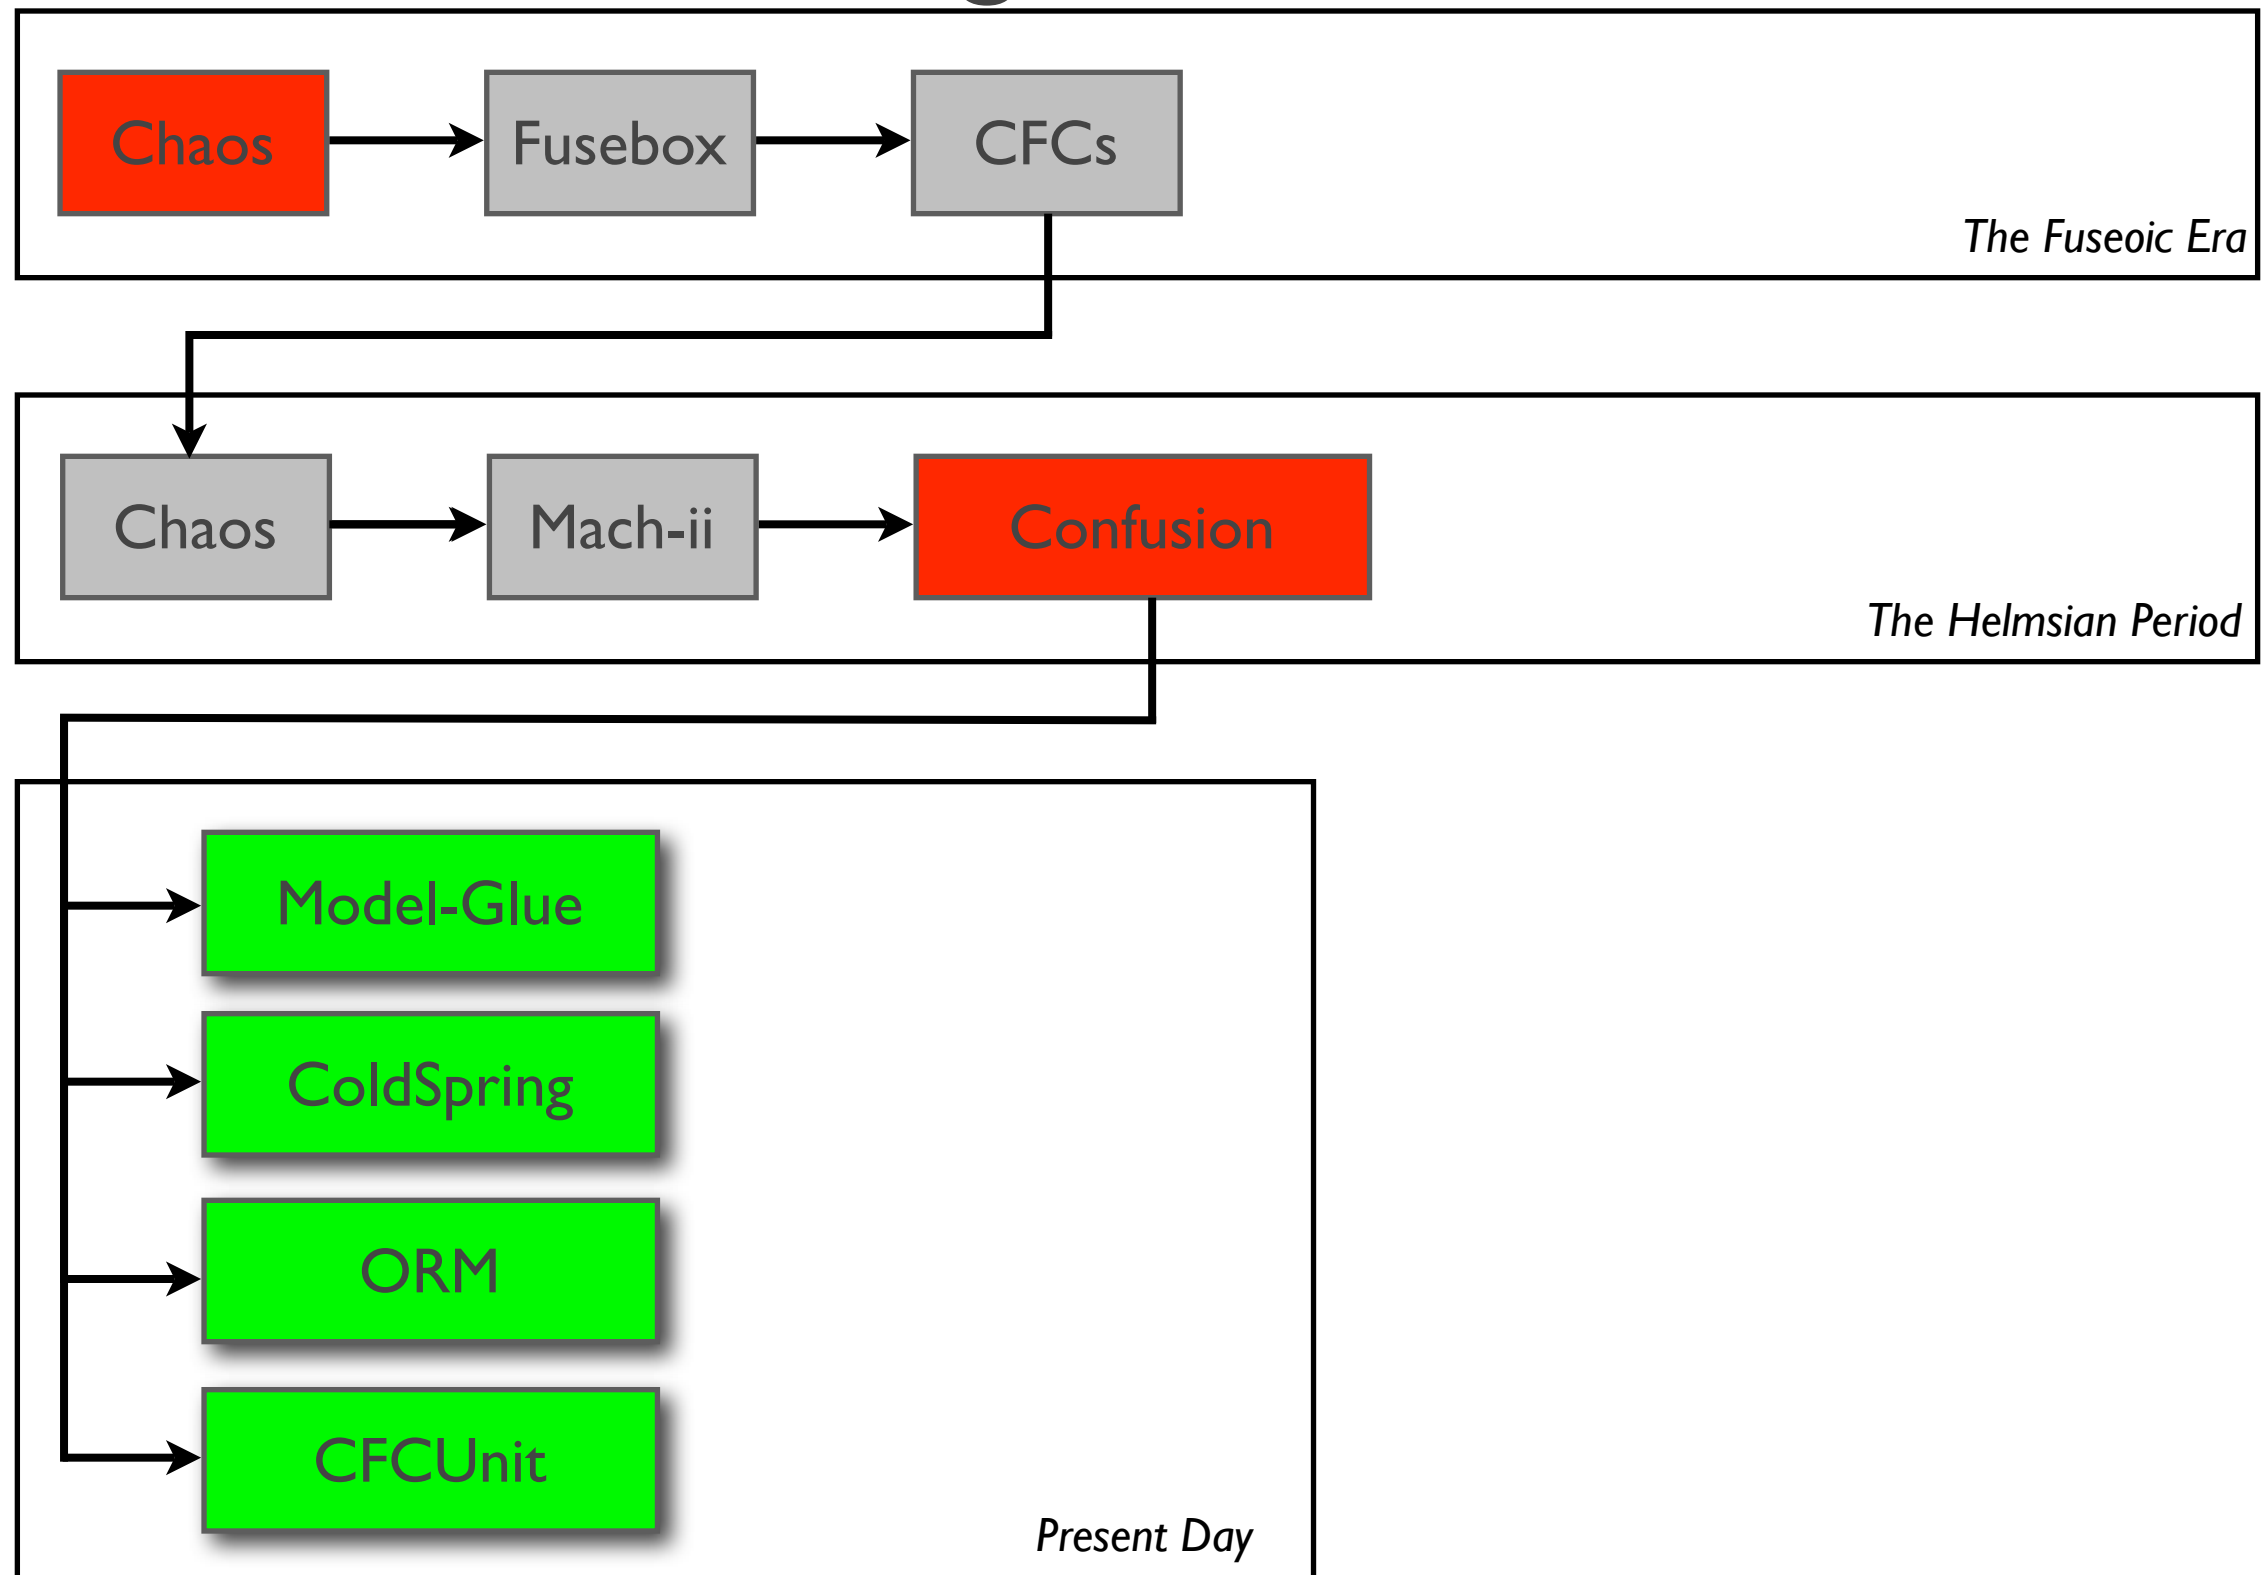 Chaos
Fusebox
CFCs
The Fuseoic Era
Chaos
Mach-ii
Confusion
The Helmsian Period
Model-Glue
ColdSpring
ORM
CFCUnit
Present Day